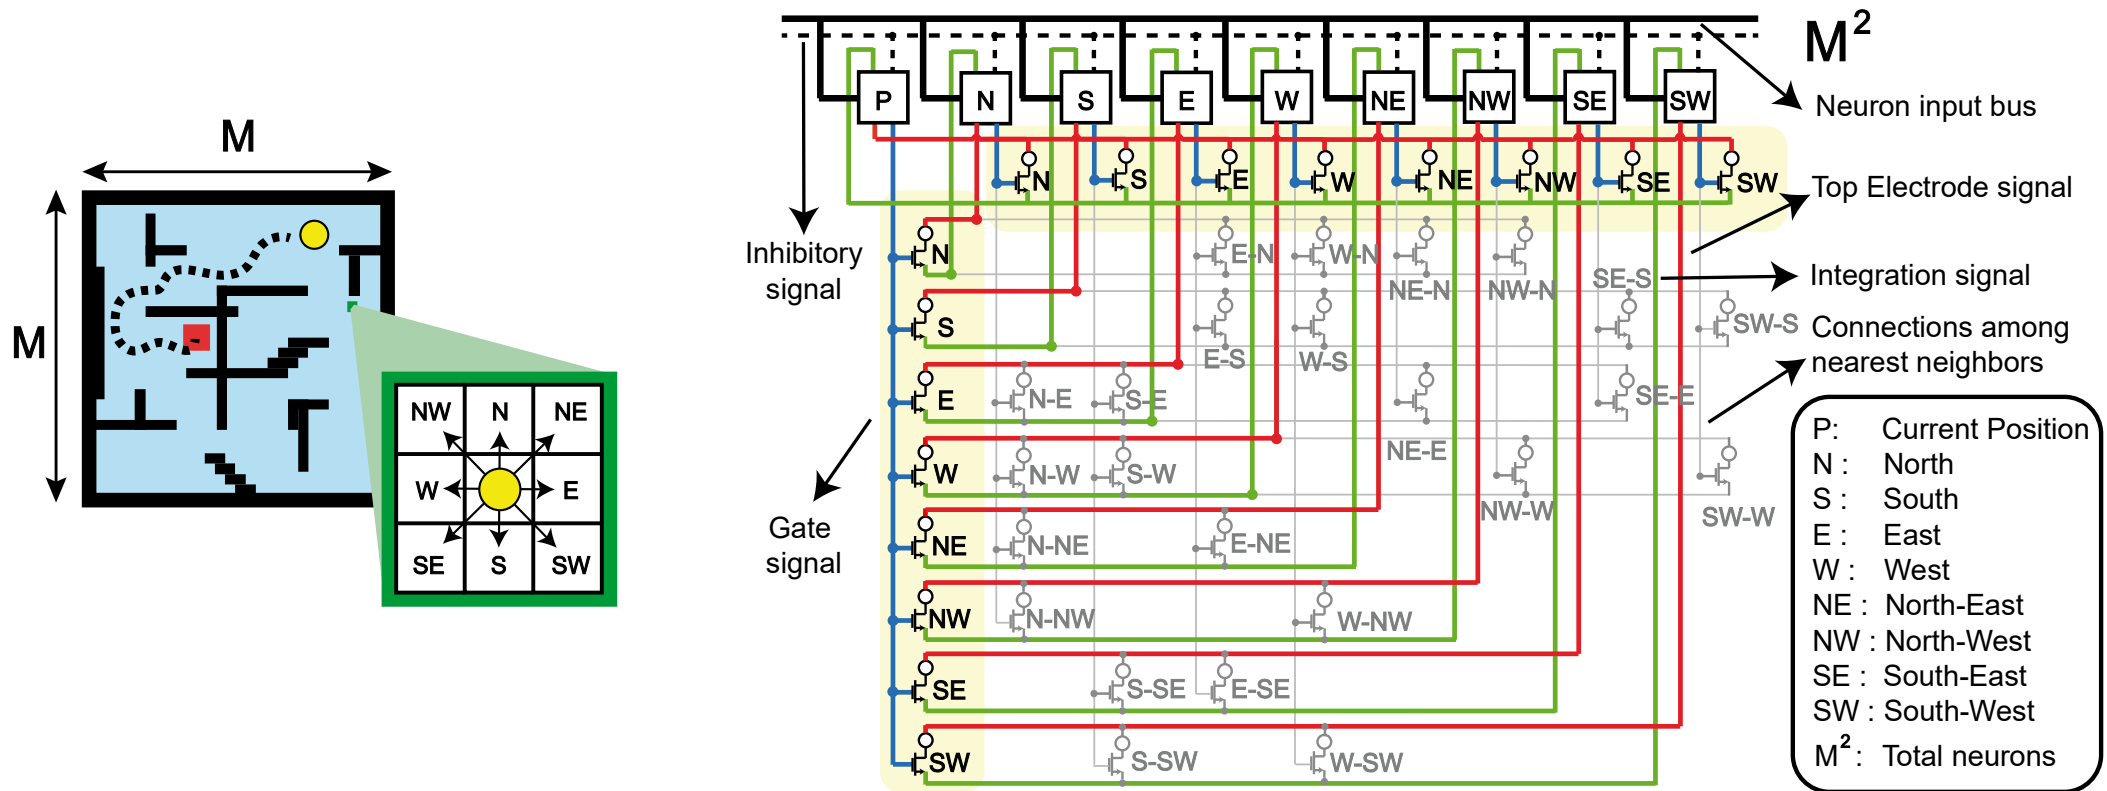 M
M
NW N NE
W E
SE S SW
M²
P N S E W NE NW SE SW
Neuron input bus
N S E W NE NW SE SW
Top Electrode signal
Inhibitory
signal
Integration signal
Connections among
nearest neighbors
Gate
signal
N E-N W-N NE-N NW-N
S E-S W-S SE-S SW-S
E N-E S-E NE-E SE-E
W N-W S-W NW-W SW-W
NE N-NE E-NE
NW N-NW W-NW
SE S-SE E-SE
SW S-SW W-SW
P: Current Position
N : North
S : South
E : East
W : West
NE : North-East
NW : North-West
SE : South-East
SW : South-West
M² : Total neurons